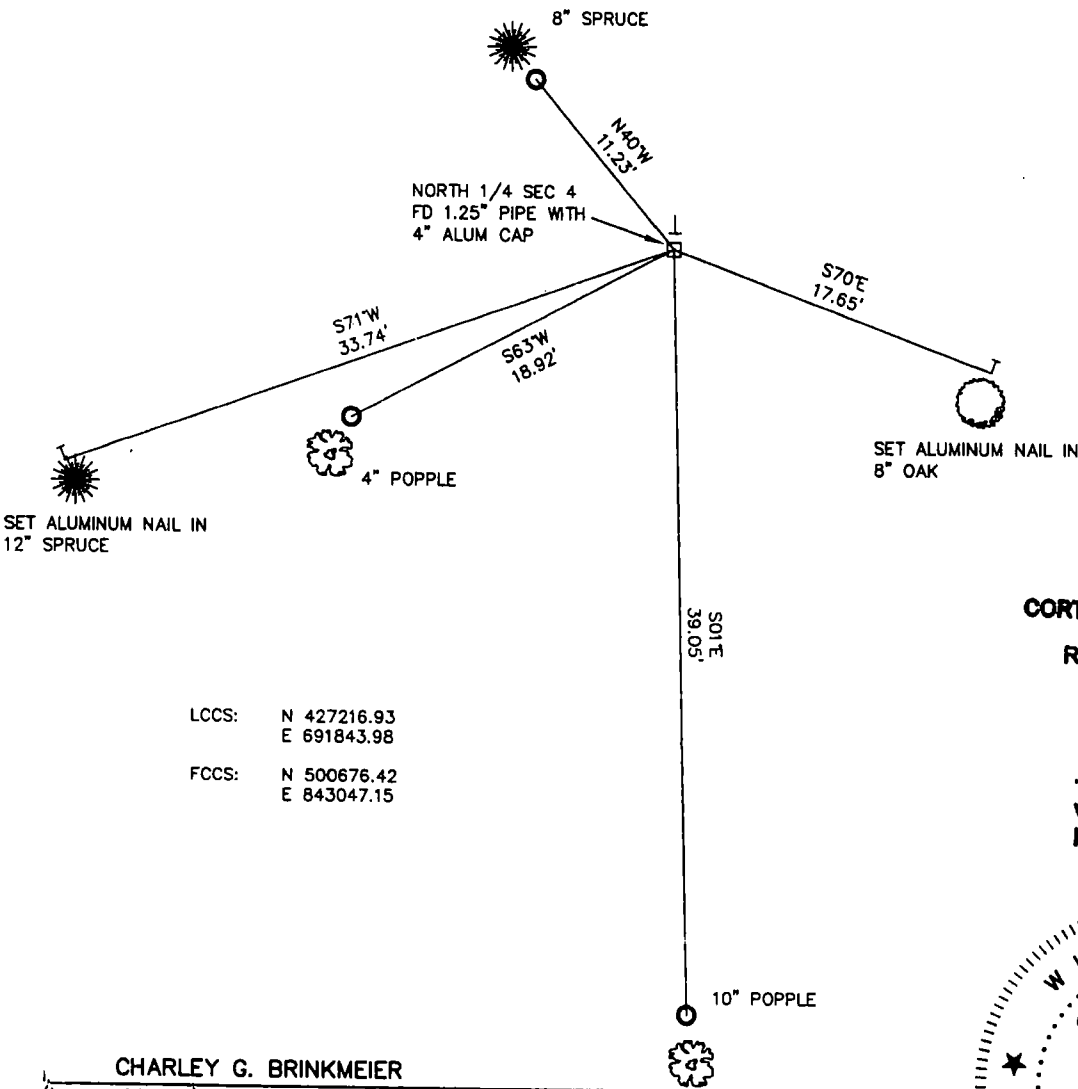 8" SPRUCE
N40°W
11.23'
NORTH 1/4 SEC 4
FD 1.25" PIPE WITH
4" ALUM CAP
S70°E
17.65'
S71°W
33.74'
S63°W
18.92'
SET ALUMINUM NAIL IN
8" OAK
4" POPPLE
SET ALUMINUM NAIL IN
12" SPRUCE
S01°E
39.05'
CORT
R
LCCS: N 427216.93
E 691843.98
FCCS: N 500676.42
E 843047.15
W
10" POPPLE
CHARLEY G. BRINKMEIER